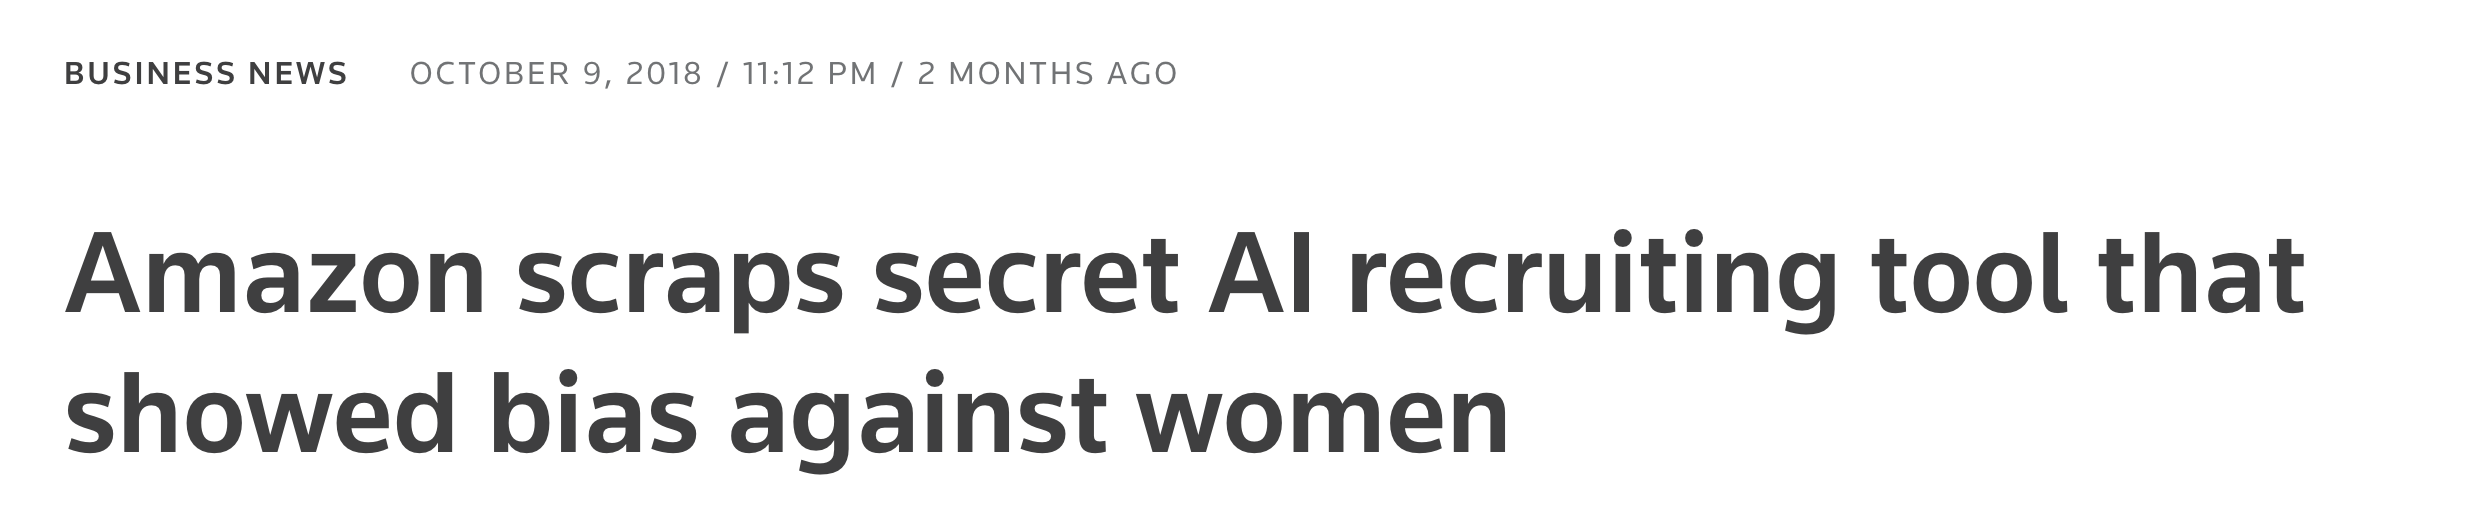 BUSINESS NEWS OCTOBER 9, 2018 / 11:12 PM / 2 MONTHS AGO
Amazon scraps secret AI recruiting tool that
showed bias against women